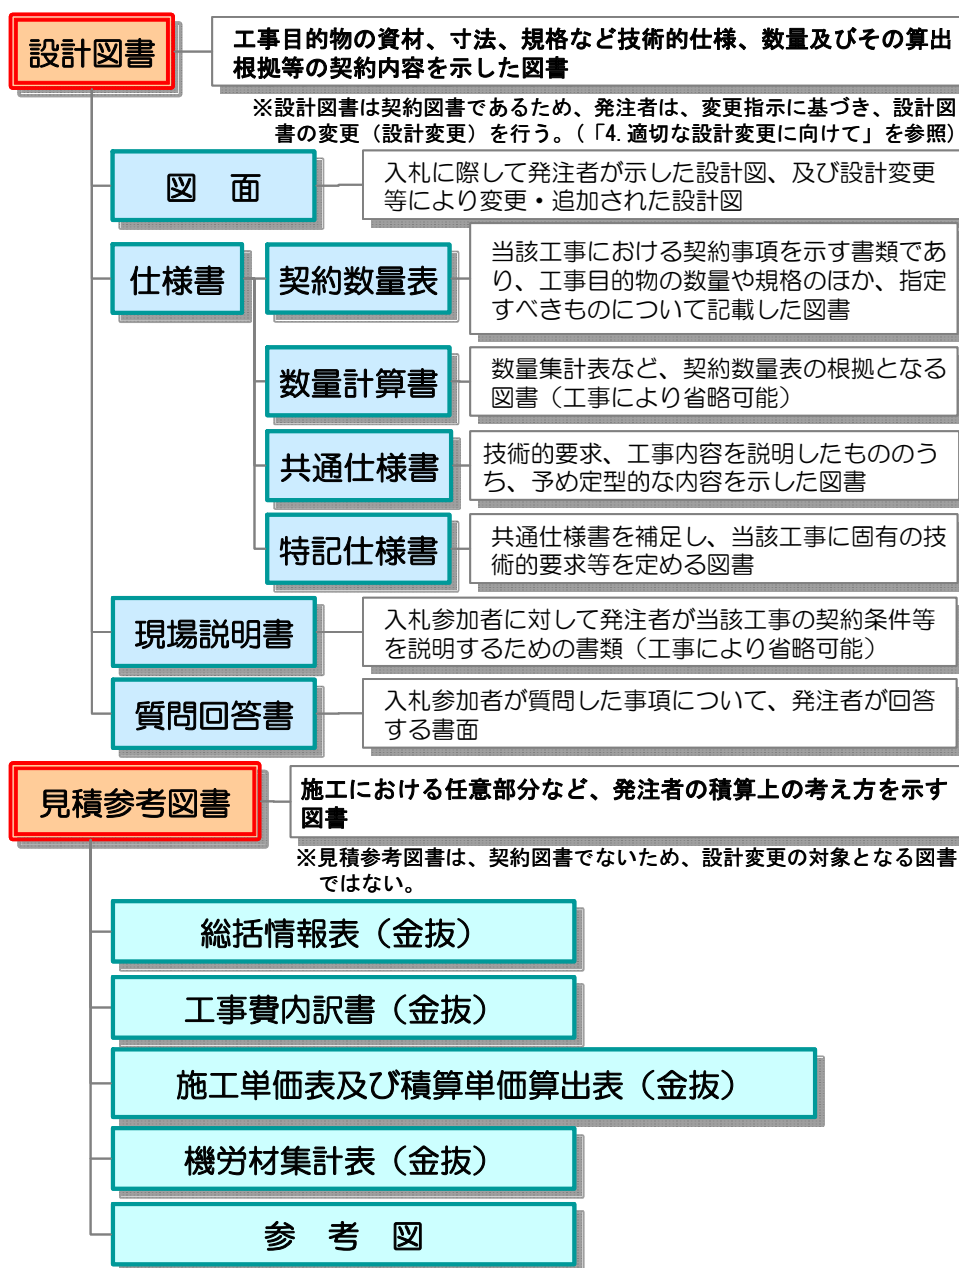 設計図書
工事目的物の資材、寸法、規格など技術的仕様、数量及びその算出
根拠等の契約内容を示した図書
※設計図書は契約図書であるため、発注者は、変更指示に基づき、設計図
書の変更（設計変更）を行う。（「4.適切な設計変更に向けて」を参照）
図　面
入札に際して発注者が示した設計図、及び設計変更
等により変更・追加された設計図
仕様書
契約数量表
当該工事における契約事項を示す書類であ
り、工事目的物の数量や規格のほか、指定
すべきものについて記載した図書
数量計算書
数量集計表など、契約数量表の根拠となる
図書（工事により省略可能）
共通仕様書
技術的要求、工事内容を説明したもののう
ち、予め定型的な内容を示した図書
特記仕様書
共通仕様書を補足し、当該工事に固有の技
術的要求等を定める図書
現場説明書
入札参加者に対して発注者が当該工事の契約条件等
を説明するための書類（工事により省略可能）
質問回答書
入札参加者が質問した事項について、発注者が回答
する書面
見積参考図書
施工における任意部分など、発注者の積算上の考え方を示す
図書
※見積参考図書は、契約図書でないため、設計変更の対象となる図書
ではない。
総括情報表（金抜）
工事費内訳書（金抜）
施工単価表及び積算単価算出表（金抜）
機労材集計表（金抜）
参　考　図